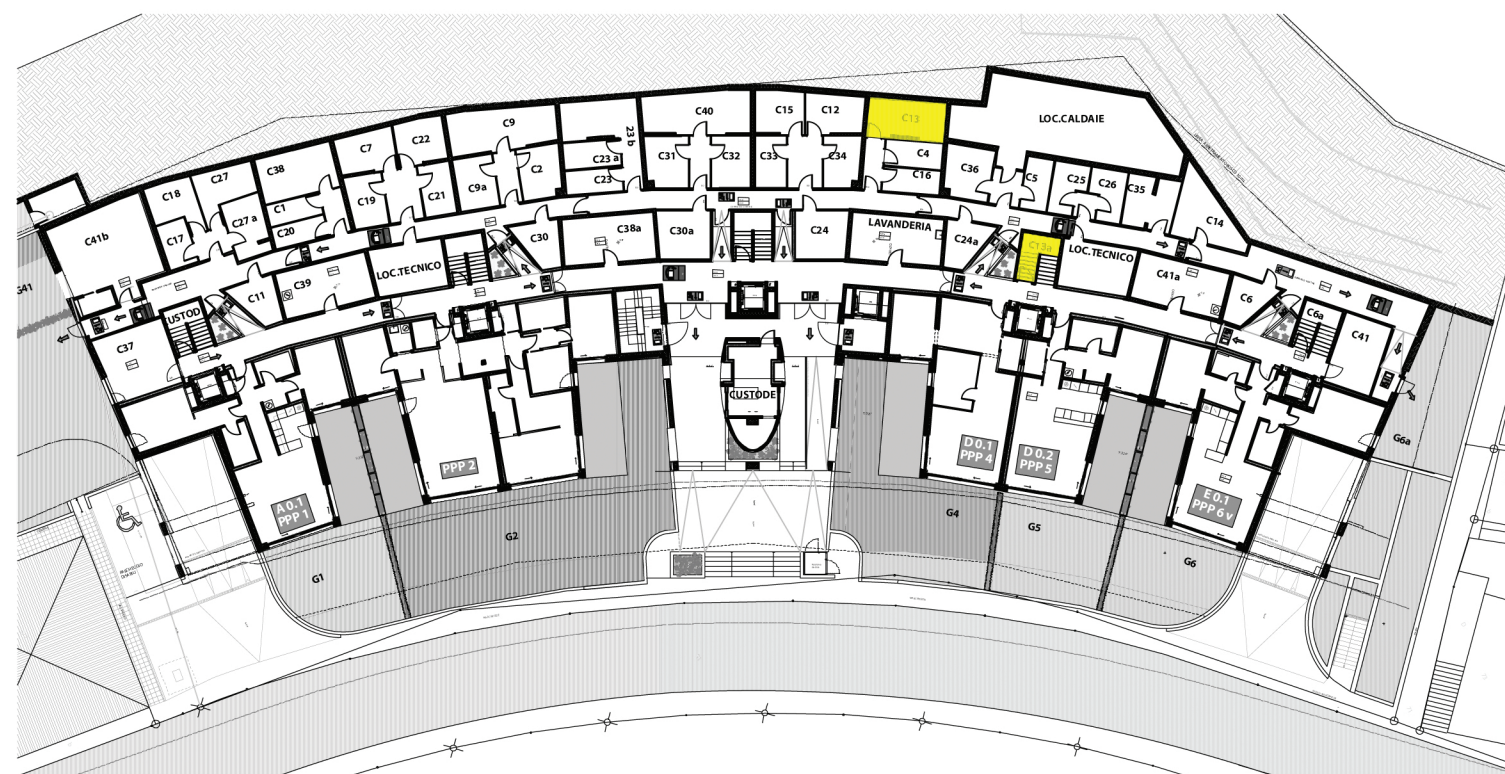 C9
C40
C15
C12
C13
LOC.CALDAIE
C7
C22
23 b
C38
C31
C32
C33
C34
C4
C23 a
C23
C16
C36
C2
C9a
C5
C25
C26
C35
C18
C27
C19
C21
C1
C27 a
C20
C17
C41b
C14
C30
C38a
C30a
C24
LAVANDERIA
C24a
C13a
LOC.TECNICO
LOC.TECNICO
C41a
C11
C39
C6
C6a
G41
USTOD
C37
C41
CUSTODE
G6a
PPP 2
D 0.1
PPP 4
D 0.2
PPP 5
A 0.1
PPP 1
E 0.1
PPP 6 v
G1
G2
G4
G5
G6